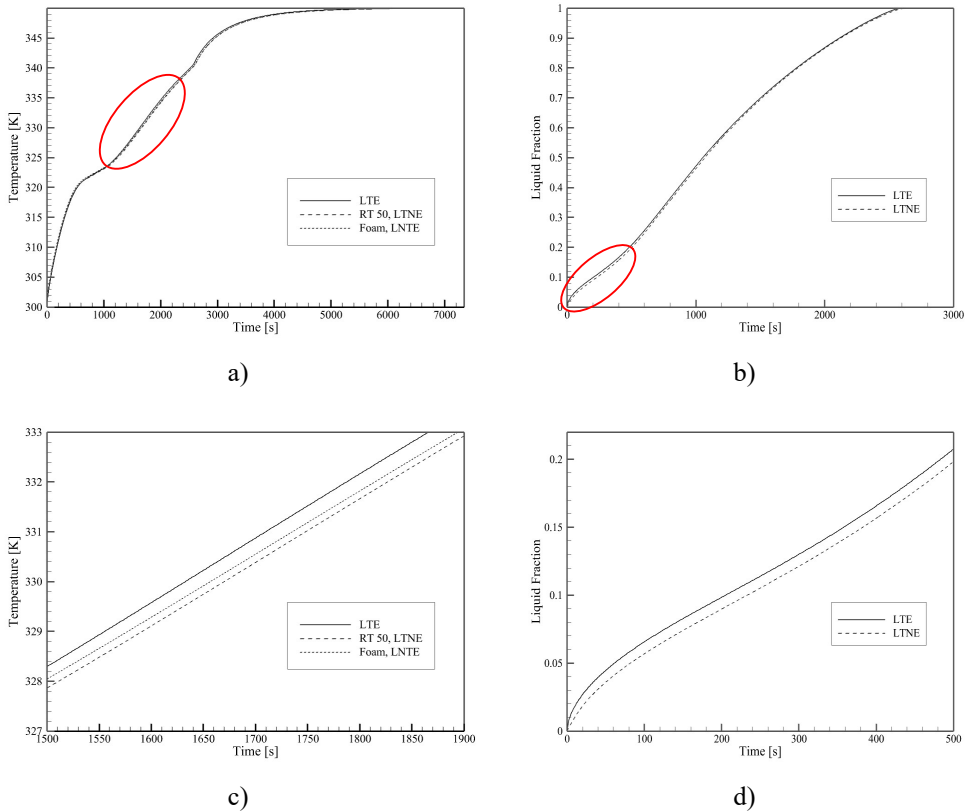 345
340
335
330
325
320
315
310
305
300
Temperature [K]
0 1000 2000 3000 4000 5000 6000 7000
Time [s]
LTE
RT 50, LTNE
Foam, LNTE
a)
1
0.9
0.8
0.7
0.6
0.5
0.4
0.3
0.2
0.1
0
Liquid Fraction
0 1000 2000 3000
Time [s]
LTE
LTNE
b)
333
332
331
330
329
328
327
Temperature [K]
1500 1550 1600 1650 1700 1750 1800 1850 1900
Time [s]
LTE
RT 50, LTNE
Foam, LNTE
c)
0.2
0.15
0.1
0.05
0
Liquid Fraction
0 100 200 300 400 500
Time [s]
LTE
LTNE
d)